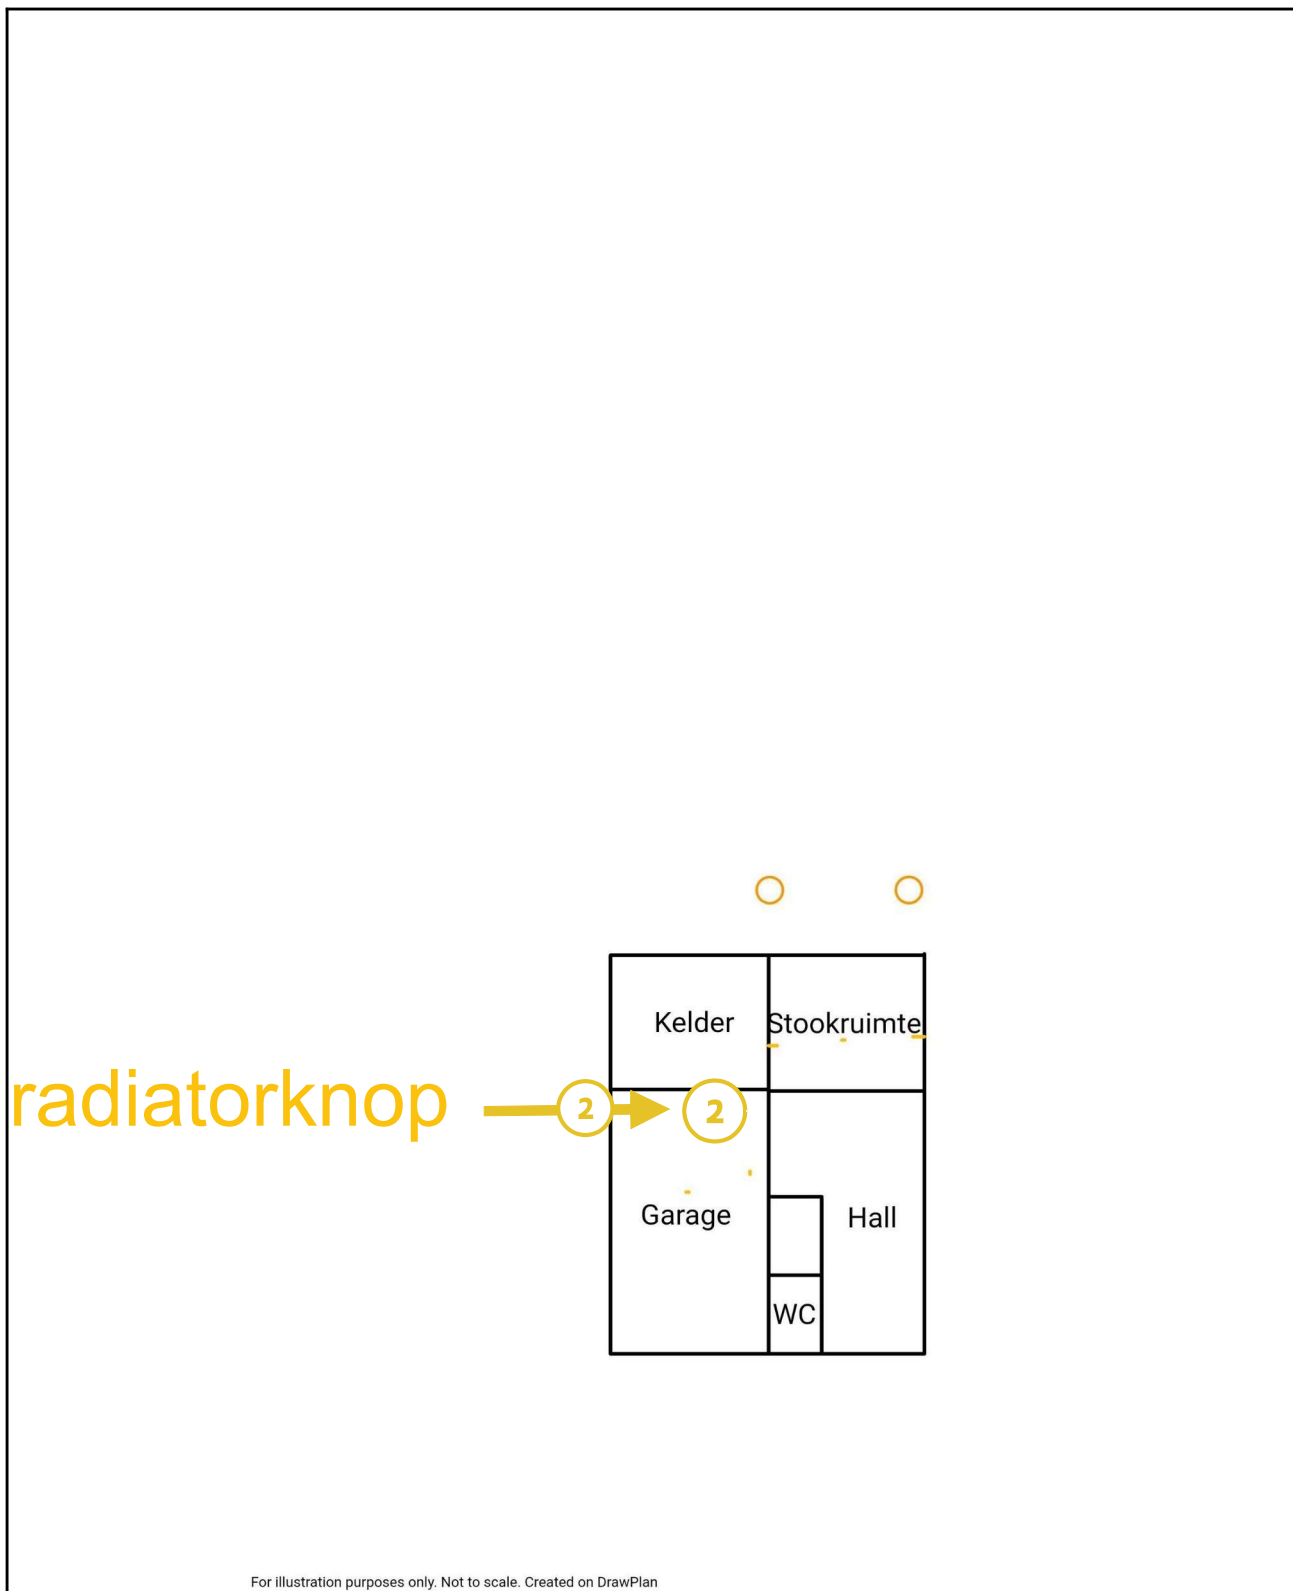 Kelder
Stookruimte
radiatorknop
2
2
Garage
Hall
WC
For illustration purposes only. Not to scale. Created on DrawPlan